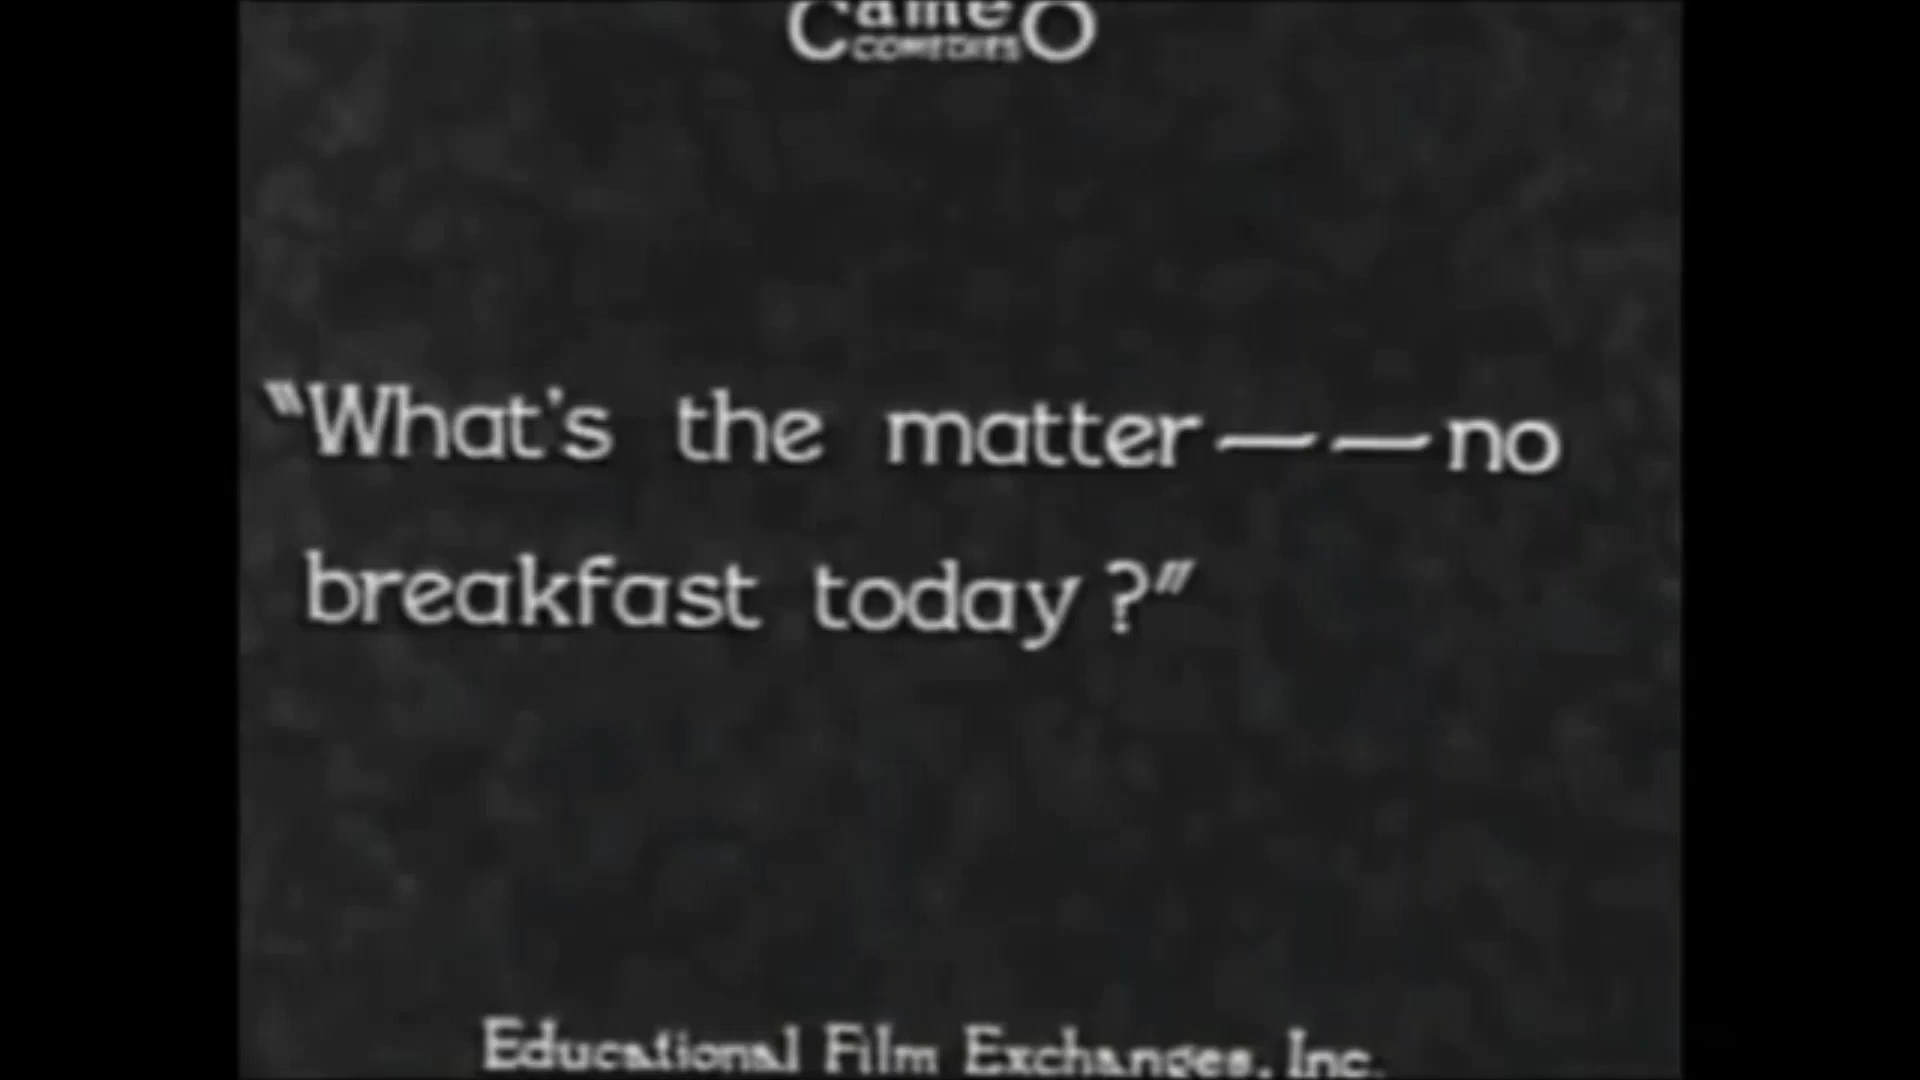 Cameo
COMEDIES
"What's the matter——no
breakfast today?"
Educational Film Exchanges, Inc.